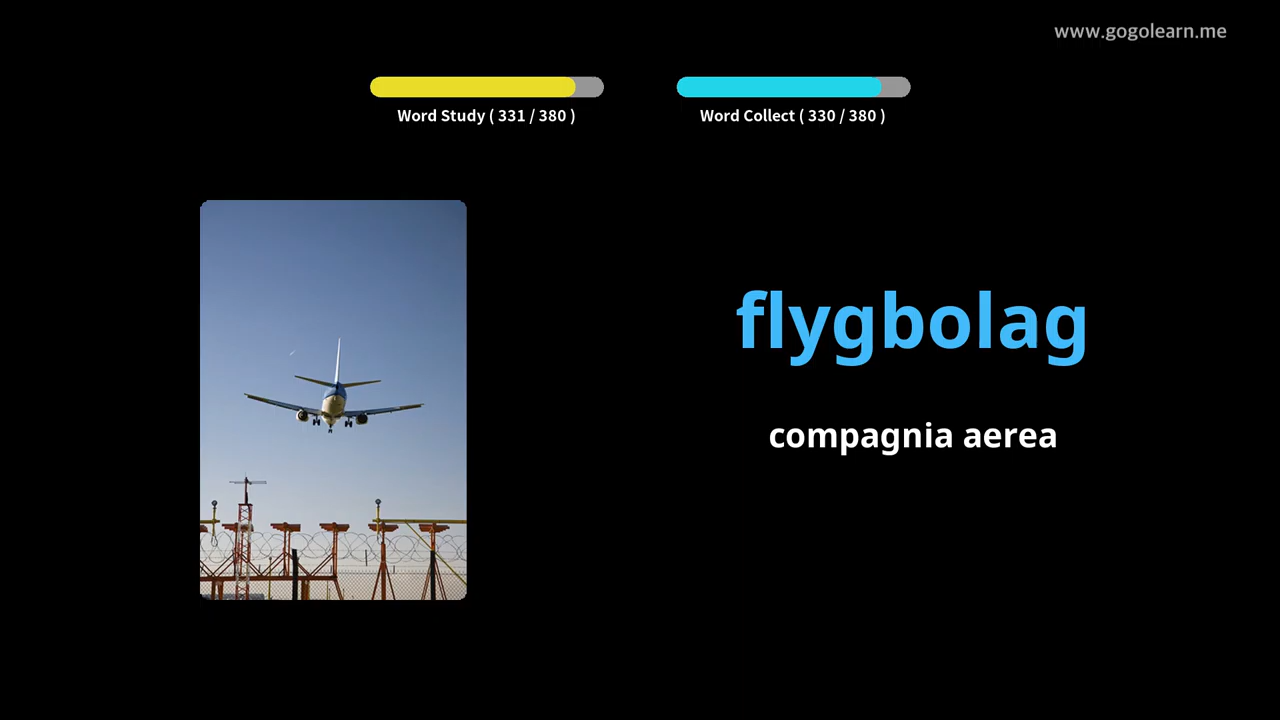 www.gogolearn.me
Word Study ( 331 / 380 )
Word Collect ( 330 / 380 )
flygbolag
compagnia aerea